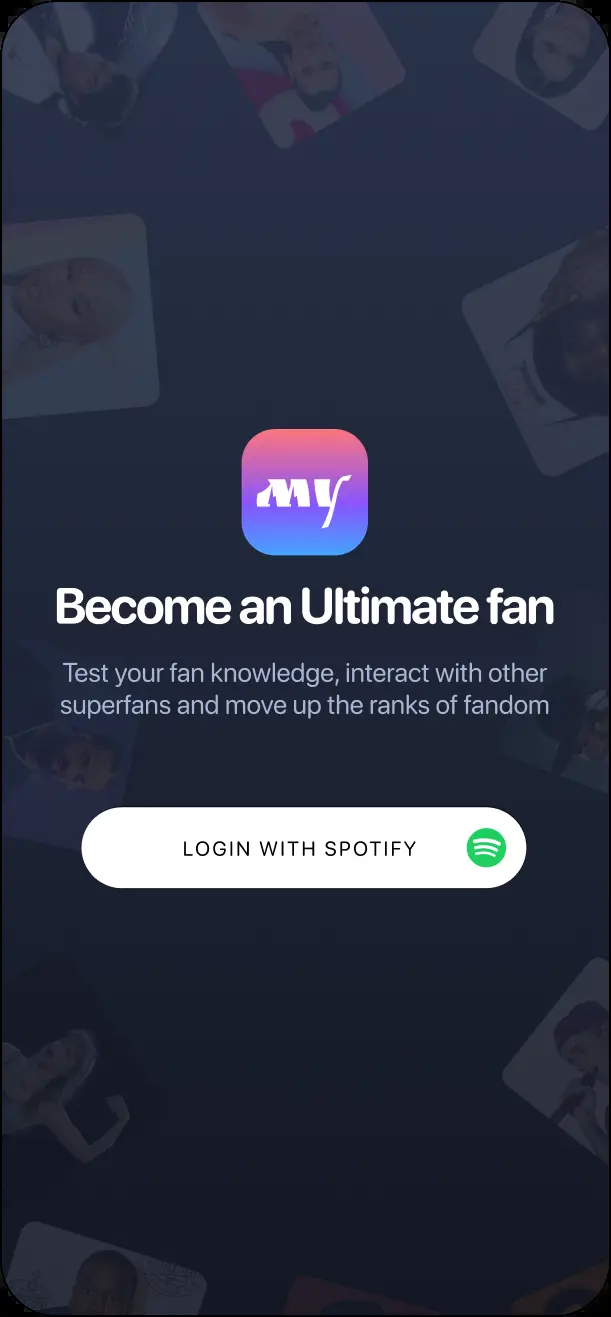 my
Become an Ultimate fan
Test your fan knowledge, interact with other
superfans and move up the ranks of fandom
LOGIN WITH SPOTIFY